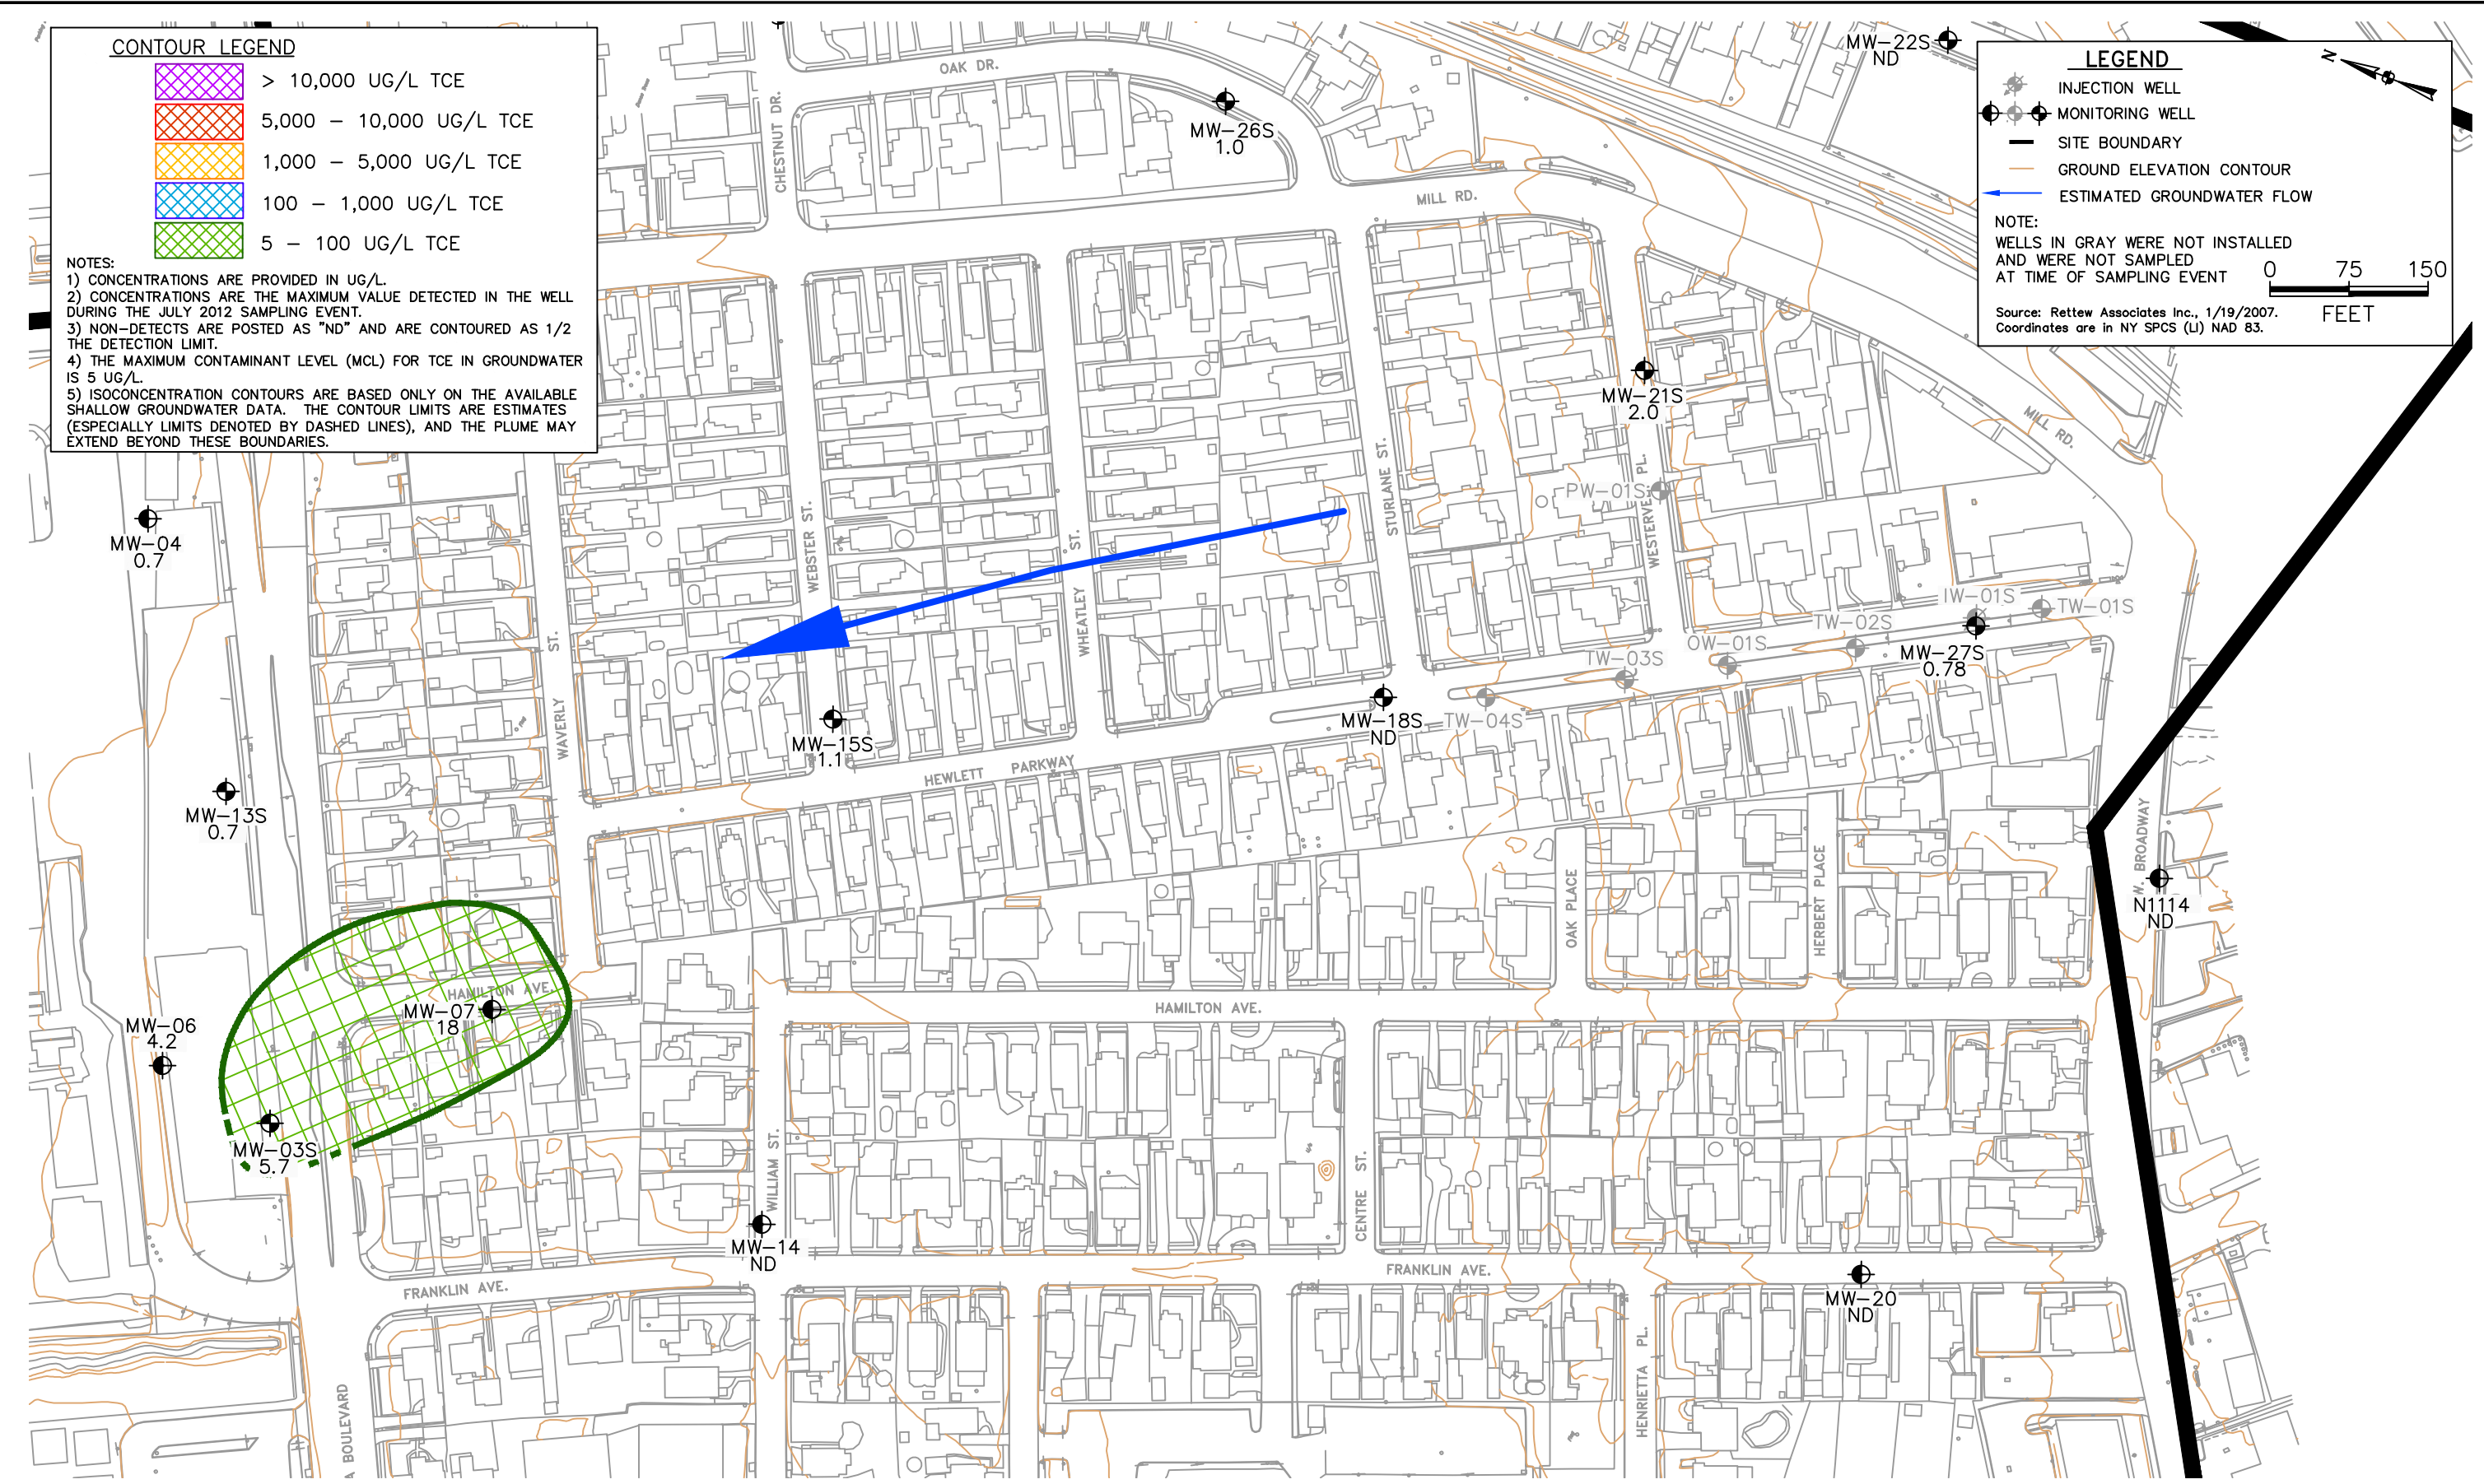 CONTOUR LEGEND
> 10,000 UG/L TCE
5,000 – 10,000 UG/L TCE
1,000 – 5,000 UG/L TCE
100 – 1,000 UG/L TCE
5 – 100 UG/L TCE
NOTES:
1) CONCENTRATIONS ARE PROVIDED IN UG/L.
2) CONCENTRATIONS ARE THE MAXIMUM VALUE DETECTED IN THE WELL
DURING THE JULY 2012 SAMPLING EVENT.
3) NON-DETECTS ARE POSTED AS "ND" AND ARE CONTOURED AS 1/2
THE DETECTION LIMIT.
4) THE MAXIMUM CONTAMINANT LEVEL (MCL) FOR TCE IN GROUNDWATER
IS 5 UG/L.
5) ISOCONCENTRATION CONTOURS ARE BASED ONLY ON THE AVAILABLE
SHALLOW GROUNDWATER DATA. THE CONTOUR LIMITS ARE ESTIMATES
(ESPECIALLY LIMITS DENOTED BY DASHED LINES), AND THE PLUME MAY
EXTEND BEYOND THESE BOUNDARIES.
LEGEND
N
INJECTION WELL
MONITORING WELL
SITE BOUNDARY
GROUND ELEVATION CONTOUR
ESTIMATED GROUNDWATER FLOW
NOTE:
WELLS IN GRAY WERE NOT INSTALLED
AND WERE NOT SAMPLED
AT TIME OF SAMPLING EVENT
0 75 150
FEET
Source: Rettew Associates Inc., 1/19/2007.
Coordinates are in NY SPCS (LI) NAD 83.
MW-22S
ND
OAK DR.
CHESTNUT DR.
MW-26S
1.0
MILL RD.
MW-21S
2.0
MILL RD.
STURLANE ST.
WESTERVELT PL.
PW-01S
MW-04
0.7
WEBSTER ST.
WHEATLEY ST.
WAVERLY ST.
IW-01S
TW-01S
TW-02S
OW-01S
TW-03S
MW-27S
0.78
MW-18S
ND
TW-04S
MW-15S
1.1
HEWLETT PARKWAY
MW-13S
0.7
OAK PLACE
HERBERT PLACE
W. BROADWAY
N1114
ND
HAMILTON AVE.
MW-07
18
HAMILTON AVE.
MW-06
4.2
MW-03S
5.7
WILLIAM ST.
CENTRE ST.
MW-14
ND
FRANKLIN AVE.
FRANKLIN AVE.
MW-20
ND
HENRIETTA PL.
A BOULEVARD